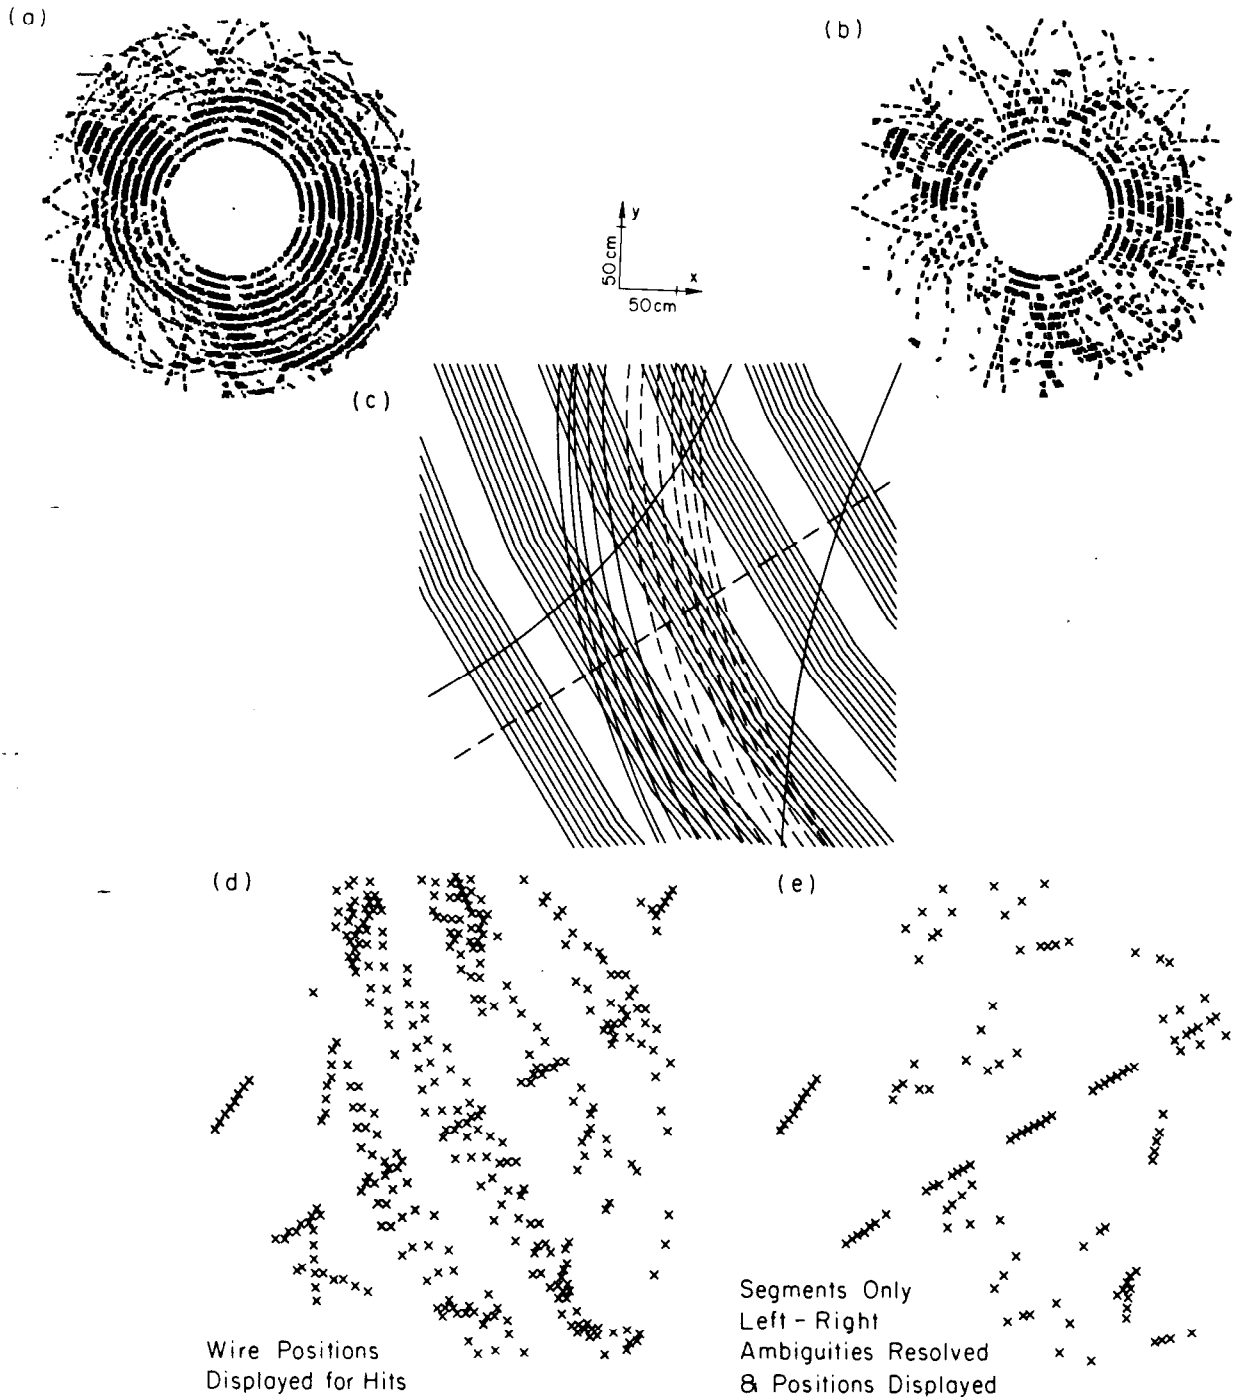 (a)
(b)
y
50cm
x
50cm
(c)
(d)
(e)
Wire Positions
Displayed for Hits
Segments Only
Left - Right
Ambiguities Resolved
& Positions Displayed